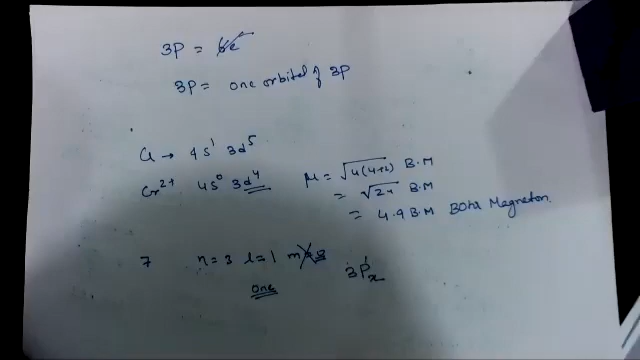 3P = 6e
3P = one orbital of 3P
Cr → 4S¹ 3d⁵
Cr²⁺ 4S⁰ 3d⁴ μ = √4(4+2) B.M
= √24 B.M
= 4.9 B.M Bohr Magneton
7 n = 3 l = 1 m = 3 3Pₓ
one